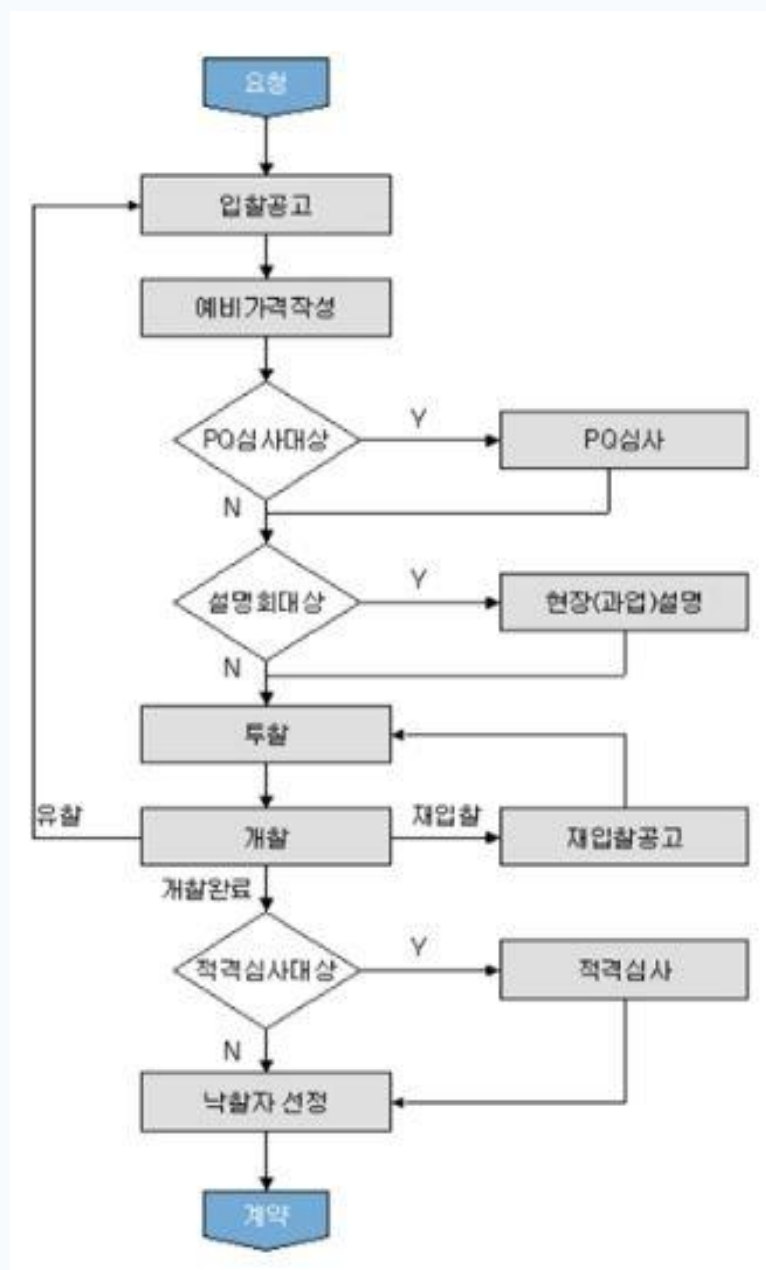 요청
입찰공고
예비가격작성
PQ심사대상
Y
PQ심사
N
설명회대상
Y
현장(과업)설명
N
투찰
유찰
개찰
재입찰
재입찰공고
개찰완료
적격심사대상
Y
적격심사
N
낙찰자 선정
계약